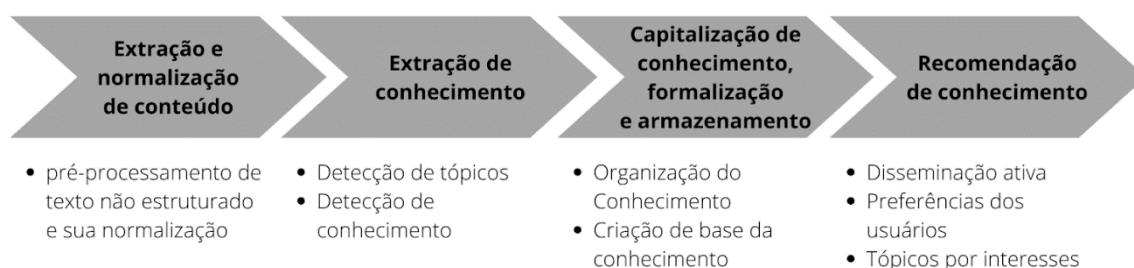 Extração e
normalização
de conteúdo
Extração de
conhecimento
Capitalização de
conhecimento,
formalização
e armazenamento
Recomendação
de conhecimento
• pré-processamento de
texto não estruturado
e sua normalização
• Detecção de tópicos
• Detecção de
conhecimento
• Organização do
Conhecimento
• Criação de base da
conhecimento
• Disseminação ativa
• Preferências dos
usuários
• Tópicos por interesses